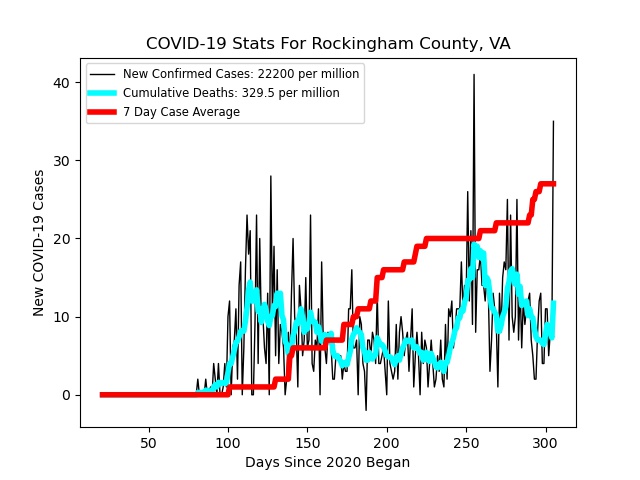 COVID-19 Stats For Rockingham County, VA
New Confirmed Cases: 22200 per million
Cumulative Deaths: 329.5 per million
7 Day Case Average
40
30
20
10
0
New COVID-19 Cases
50 100 150 200 250 300
Days Since 2020 Began